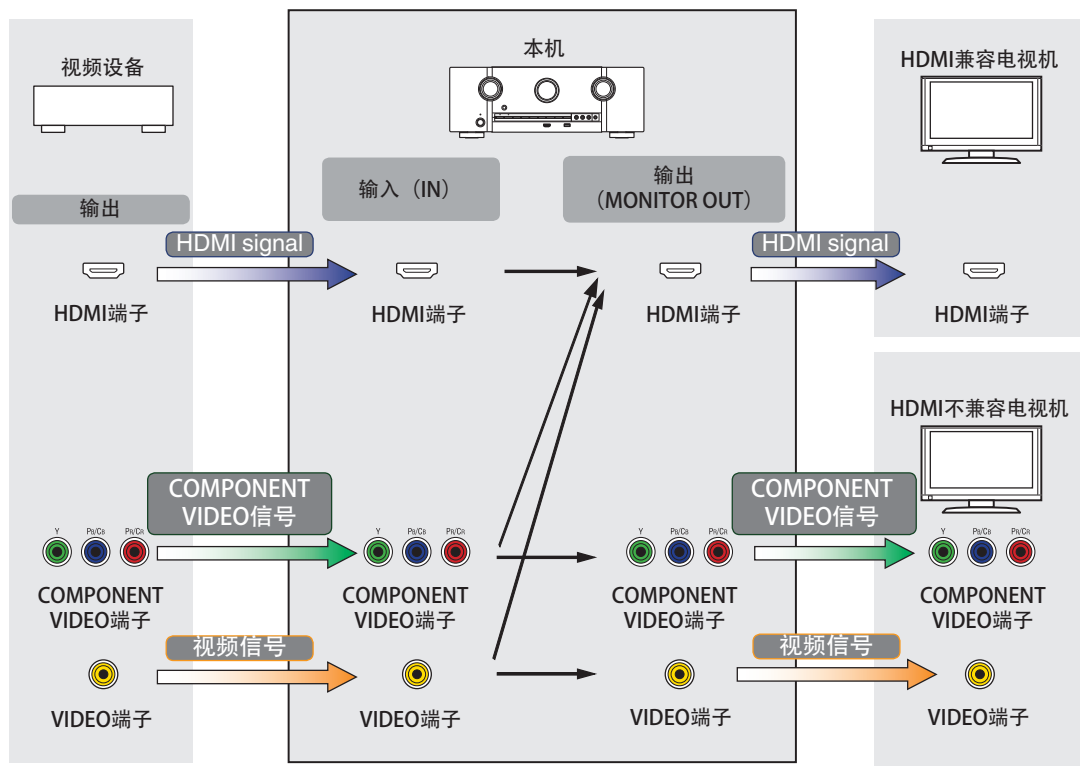 视频设备
本机
HDMI兼容电视机
输出
输入（IN）
输出
（MONITOR OUT）
HDMI signal
HDMI signal
HDMI端子
HDMI端子
HDMI端子
HDMI端子
HDMI不兼容电视机
COMPONENT
VIDEO信号
COMPONENT
VIDEO信号
Y PB/CB PR/CR
Y PB/CB PR/CR
Y PB/CB PR/CR
Y PB/CB PR/CR
COMPONENT
VIDEO端子
COMPONENT
VIDEO端子
COMPONENT
VIDEO端子
COMPONENT
VIDEO端子
视频信号
视频信号
VIDEO端子
VIDEO端子
VIDEO端子
VIDEO端子